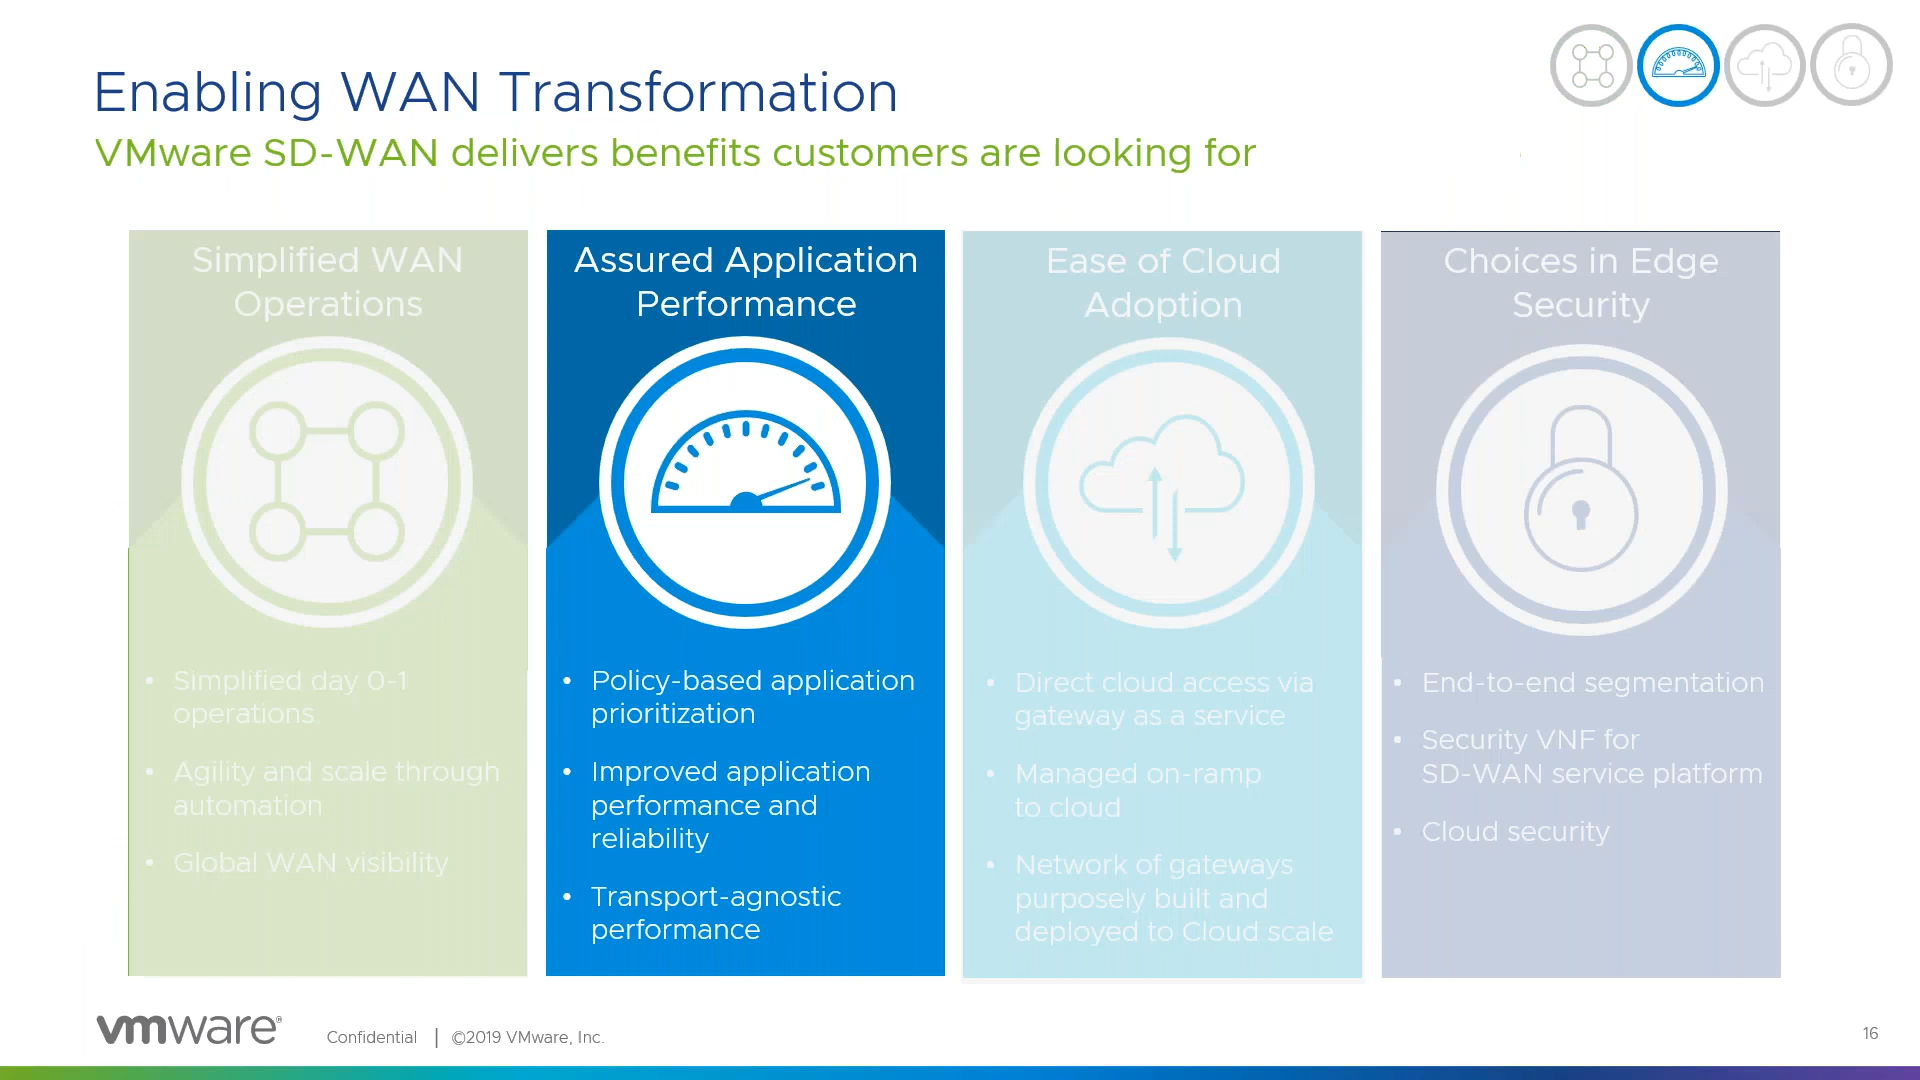 Enabling WAN Transformation
VMware SD-WAN delivers benefits customers are looking for
Simplified WAN
Operations
• Simplified day 0-1
operations
• Agility and scale through
automation
• Global WAN visibility
Assured Application
Performance
• Policy-based application
prioritization
• Improved application
performance and
reliability
• Transport-agnostic
performance
Ease of Cloud
Adoption
• Direct cloud access via
gateway as a service
• Managed on-ramp
to cloud
• Network of gateways
purposely built and
deployed to Cloud scale
Choices in Edge
Security
• End-to-end segmentation
• Security VNF for
SD-WAN service platform
• Cloud security
vmware®
Confidential | ©2019 VMware, Inc.
16